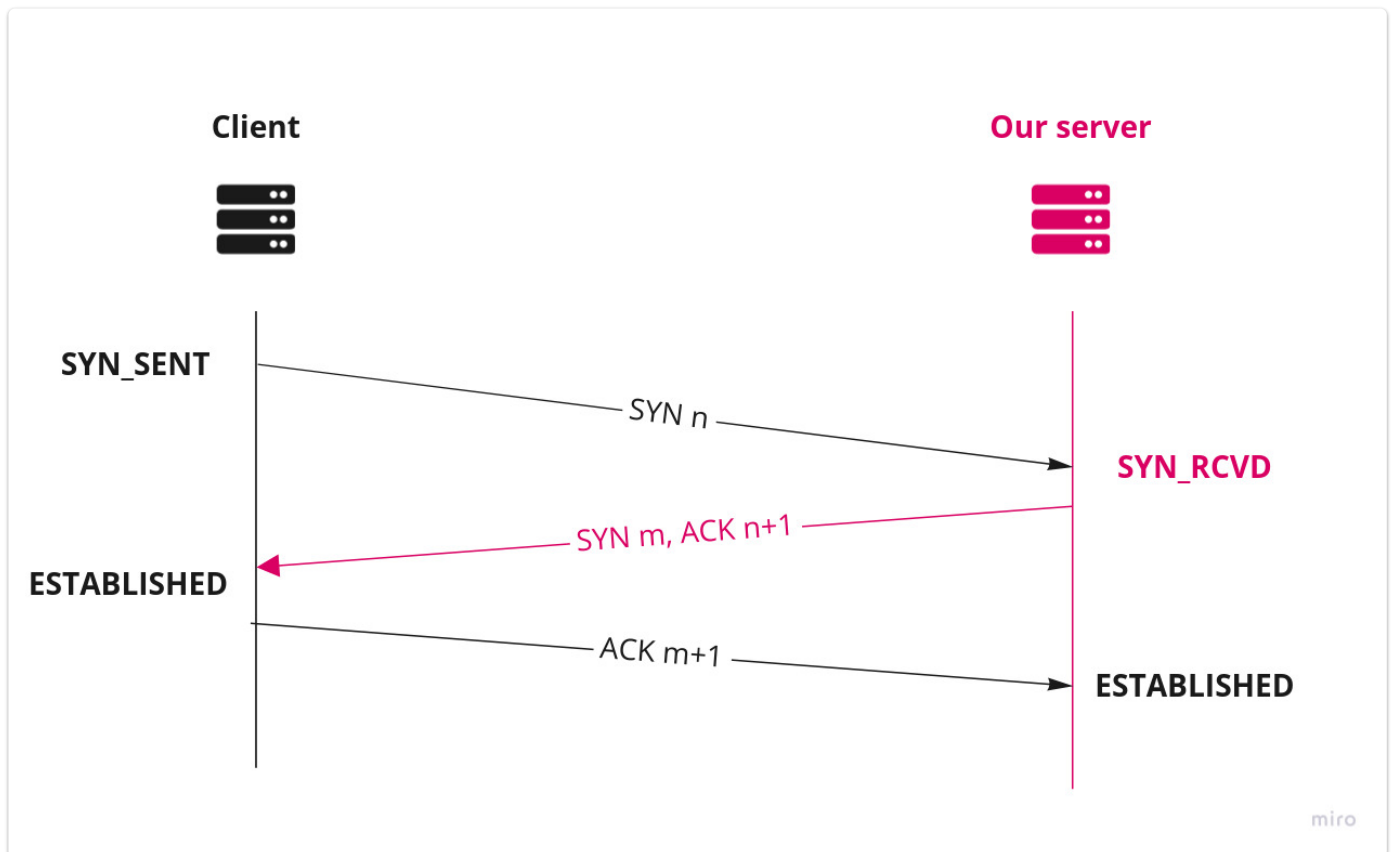 Client
Our server
SYN_SENT
SYN n
SYN_RCVD
SYN m, ACK n+1
ESTABLISHED
ACK m+1
ESTABLISHED
miro